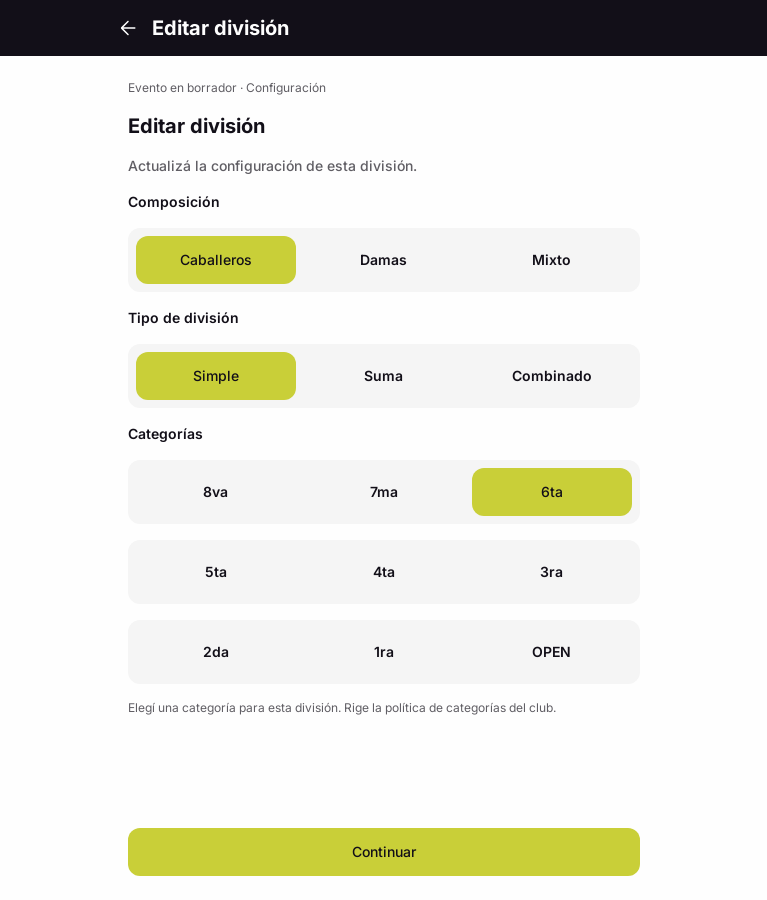 Editar división
Evento en borrador · Configuración
Editar división
Actualizá la configuración de esta división.
Composición
Caballeros Damas Mixto
Tipo de división
Simple Suma Combinado
Categorías
8va 7ma 6ta
5ta 4ta 3ra
2da 1ra OPEN
Elegí una categoría para esta división. Rige la política de categorías del club.
Continuar